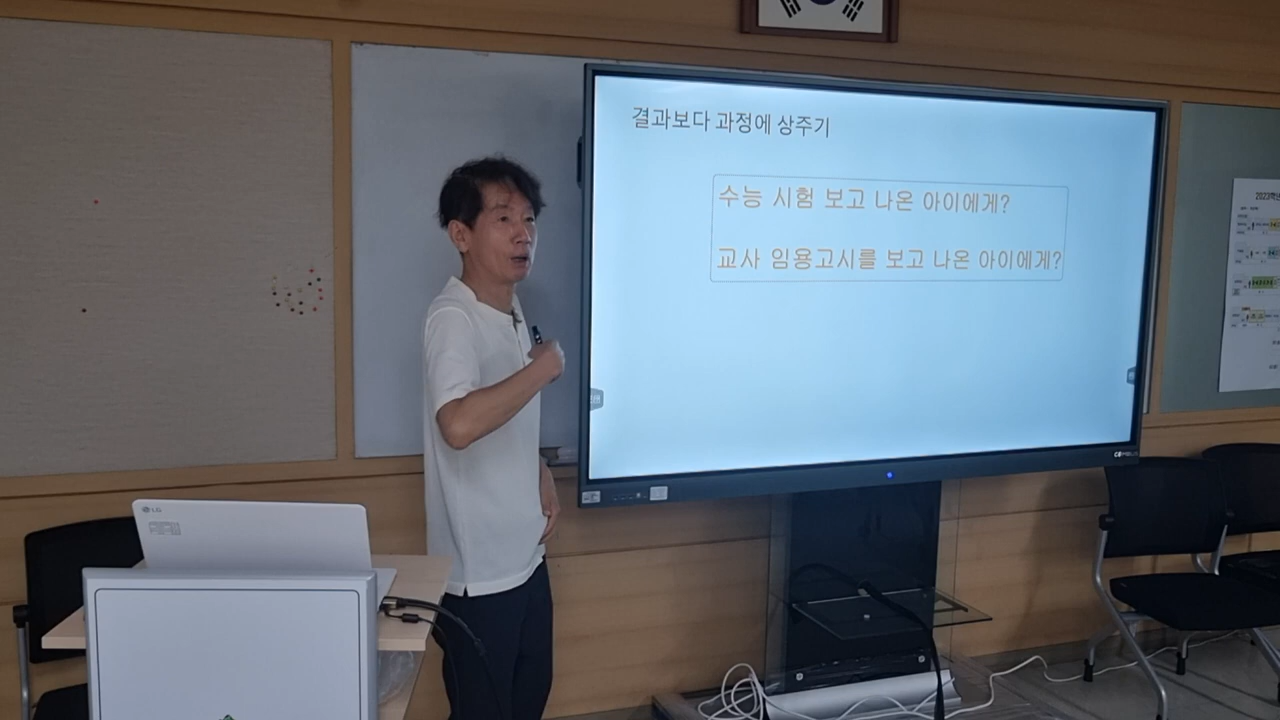 결과보다 과정에 상주기
수능 시험 보고 나온 아이에게?
교사 임용고시를 보고 나온 아이에게?
LG